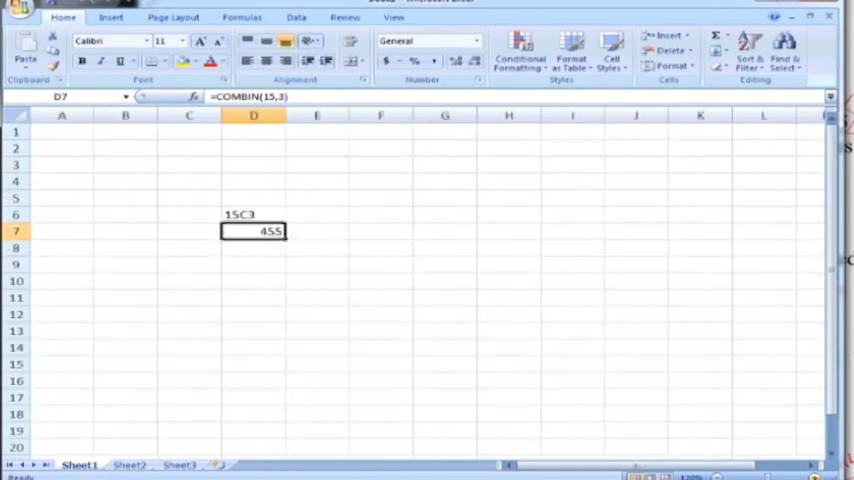 Home Insert Page Layout Formulas Data Review View
Paste
Calibri 11
General
Conditional Formatting
Format as Table
Cell Styles
Insert
Delete
Format
Sort & Filter
Find & Select
Clipboard Font Alignment Number Styles Cells Editing
D7 fx =COMBIN(15,3)
A B C D E F G H I J K L
1
2
3
4
5
6 15C3
7 455
8
9
10
11
12
13
14
15
16
17
18
19
20
Sheet1 Sheet2 Sheet3
Ready 120%